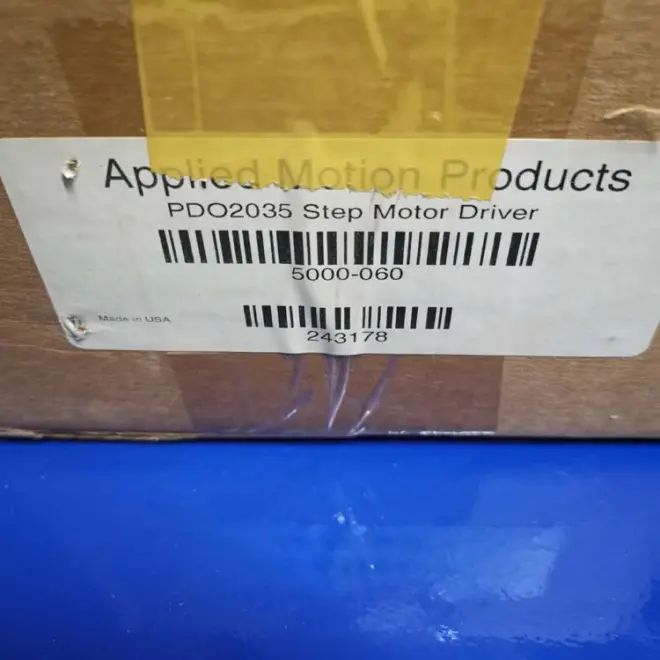 Applied Motion Products
PDO2035 Step Motor Driver
5000-060
Made in USA
243178